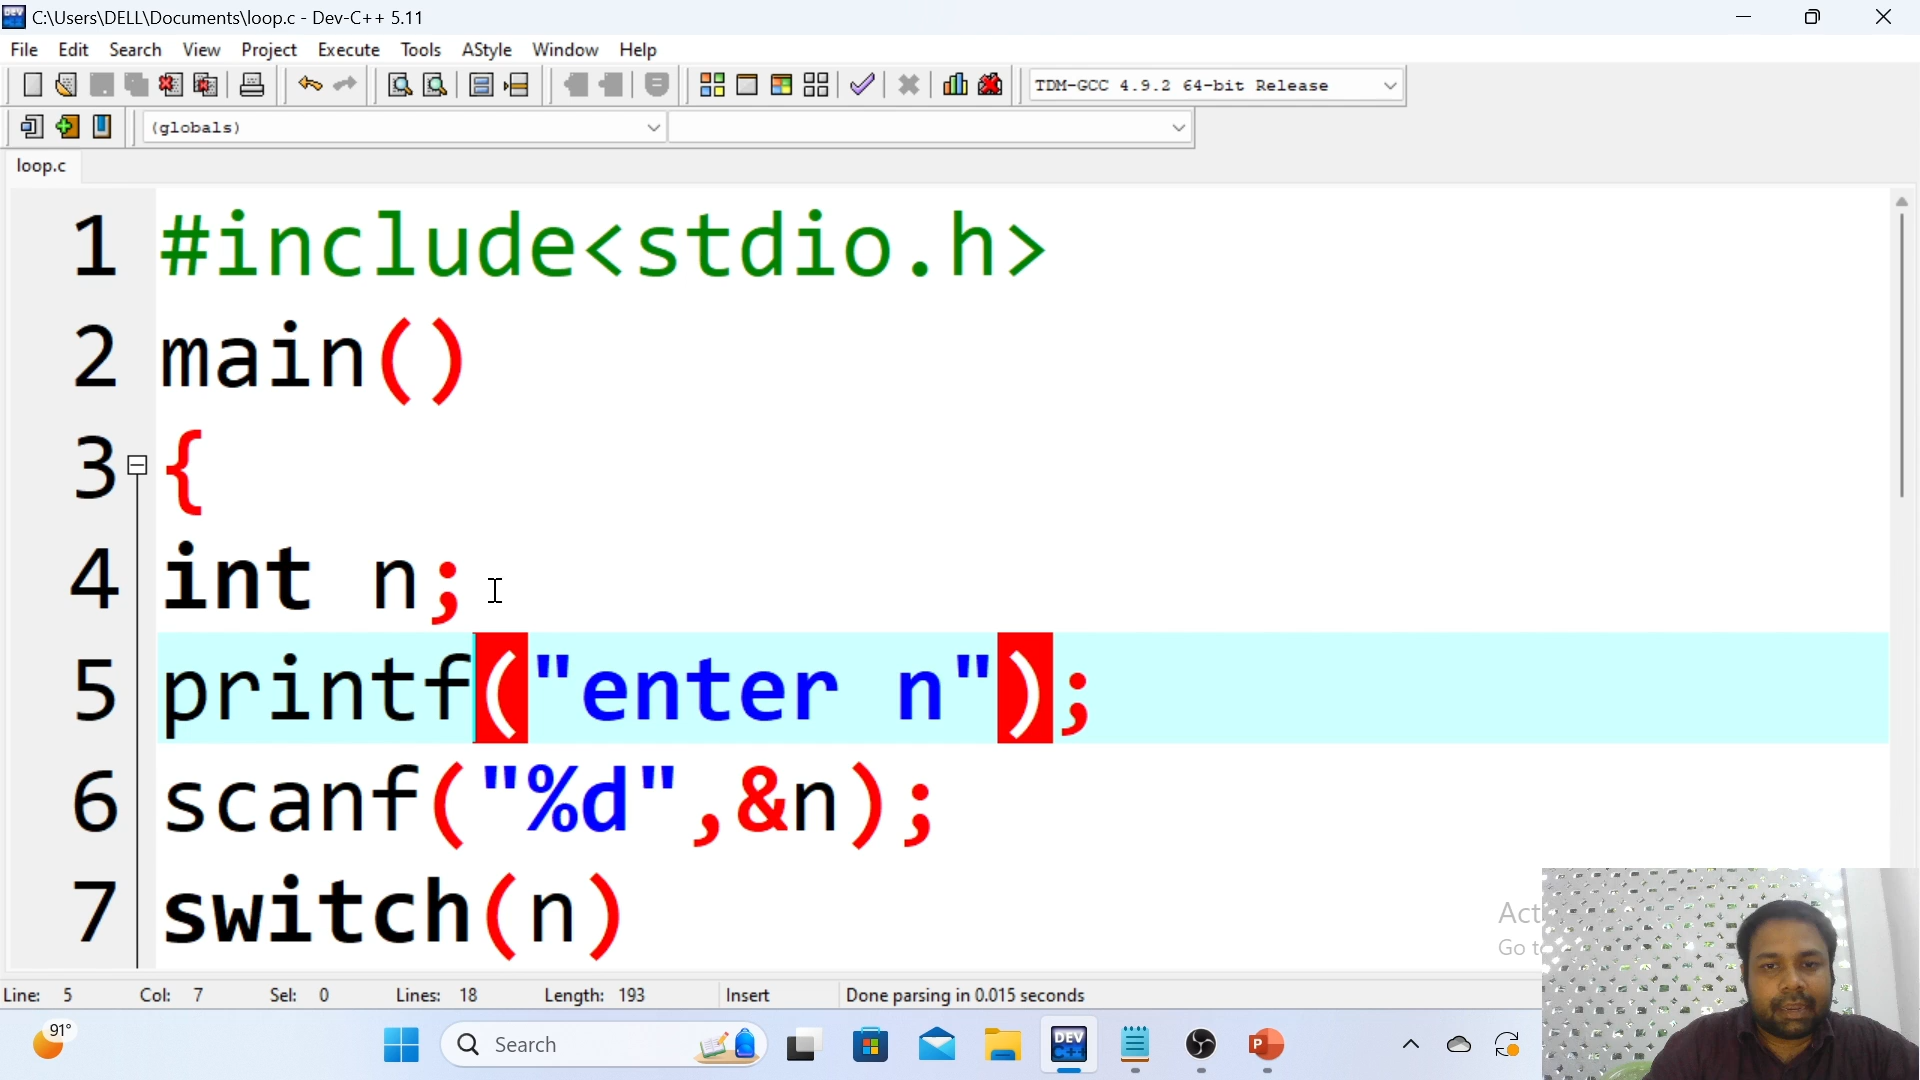 C:\Users\DELL\Documents\loop.c - Dev-C++ 5.11
File Edit Search View Project Execute Tools AStyle Window Help
TDM-GCC 4.9.2 64-bit Release
(globals)
loop.c
1 #include<stdio.h>
2 main()
3 {
4 int n;
5 printf("enter n");
6 scanf("%d",&n);
7 switch(n)
Act
Go t
Line: 5 Col: 7 Sel: 0 Lines: 18 Length: 193 Insert Done parsing in 0.015 seconds
91°
Search
DEV C++
P